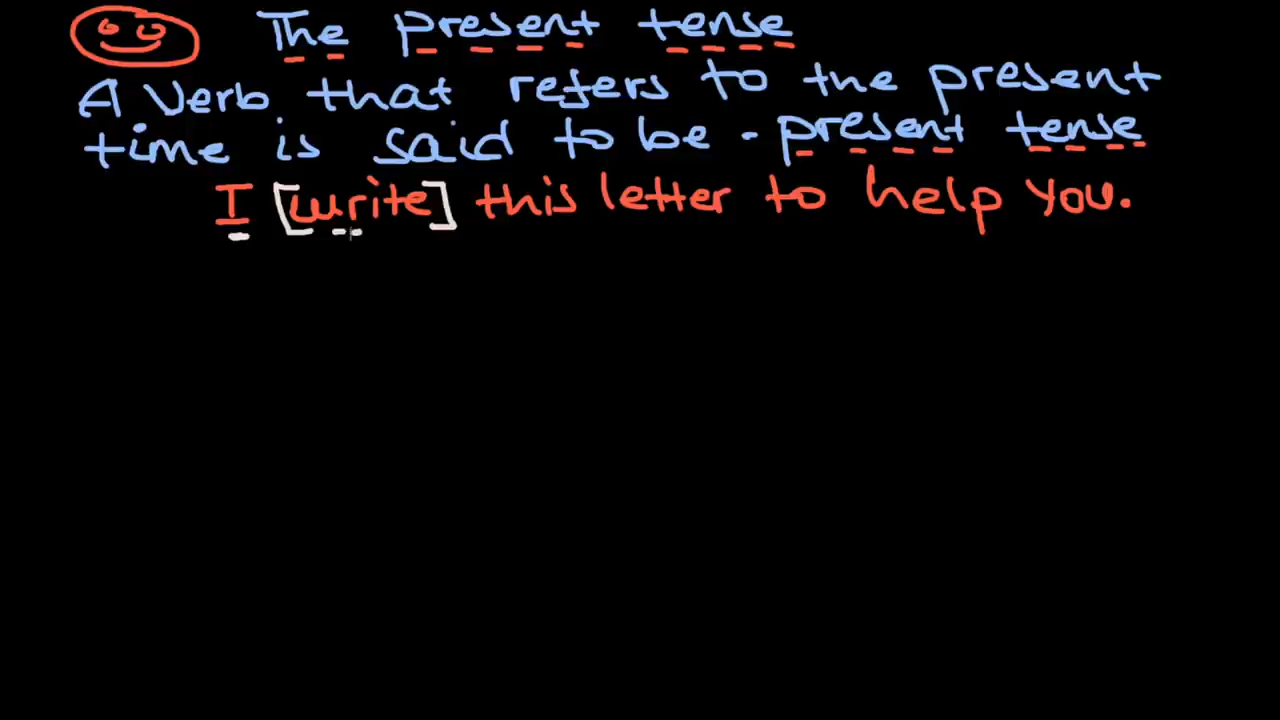 The present tense
A verb that refers to the present
time is said to be - present tense
I [write] this letter to help you.